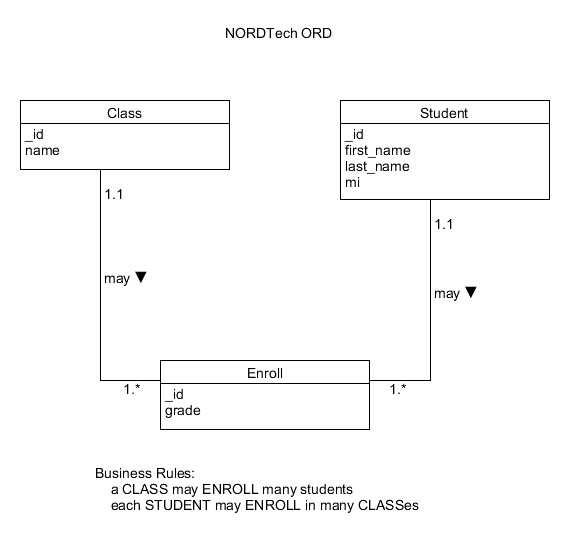 NORDTech ORD
Class
_id
name
Student
_id
first_name
last_name
mi
1.1
1.1
may ▼
may ▼
Enroll
_id
grade
1.*
1.*
Business Rules:
a CLASS may ENROLL many students
each STUDENT may ENROLL in many CLASSes